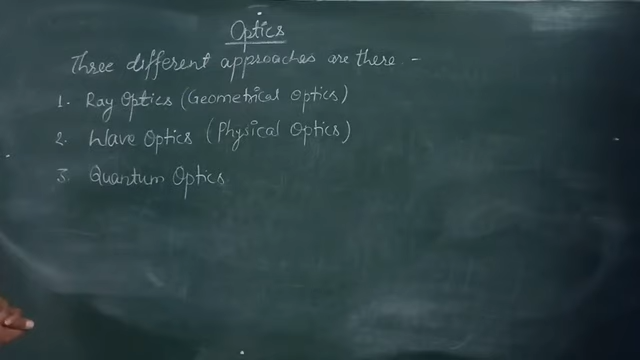 Optics
Three different approaches are there. -
1. Ray Optics (Geometrical Optics)
2. Wave Optics (Physical Optics)
3. Quantum Optics